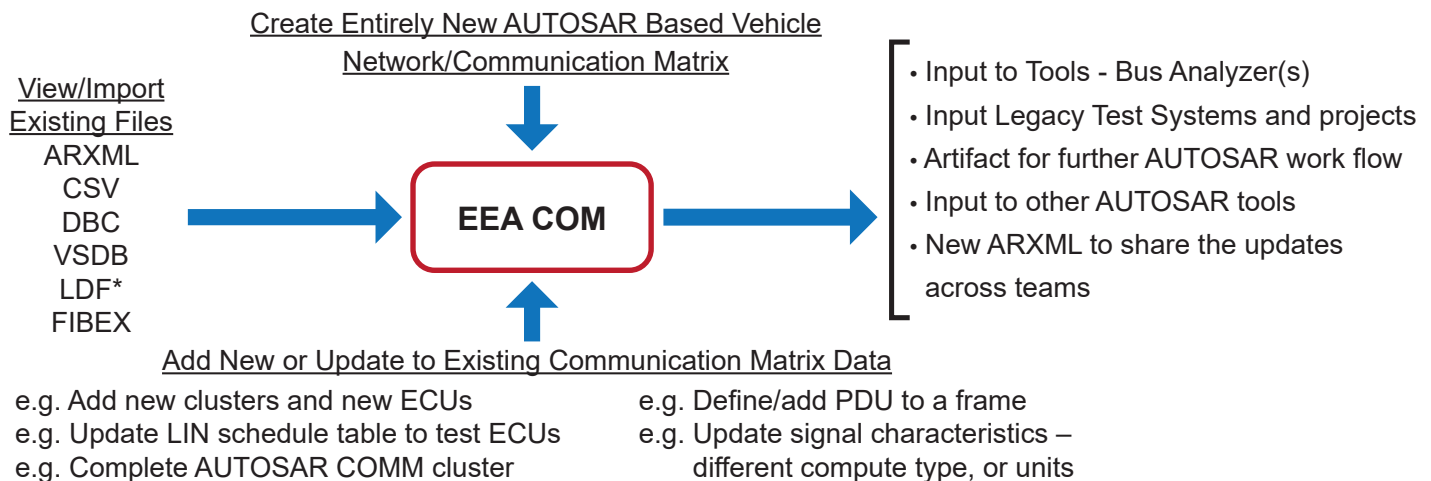 Create Entirely New AUTOSAR Based Vehicle
Network/Communication Matrix
View/Import
Existing Files
ARXML
CSV
DBC
VSDB
LDF*
FIBEX
EEA COM
• Input to Tools - Bus Analyzer(s)
• Input Legacy Test Systems and projects
• Artifact for further AUTOSAR work flow
• Input to other AUTOSAR tools
• New ARXML to share the updates
across teams
Add New or Update to Existing Communication Matrix Data
e.g. Add new clusters and new ECUs
e.g. Update LIN schedule table to test ECUs
e.g. Complete AUTOSAR COMM cluster
e.g. Define/add PDU to a frame
e.g. Update signal characteristics –
different compute type, or units